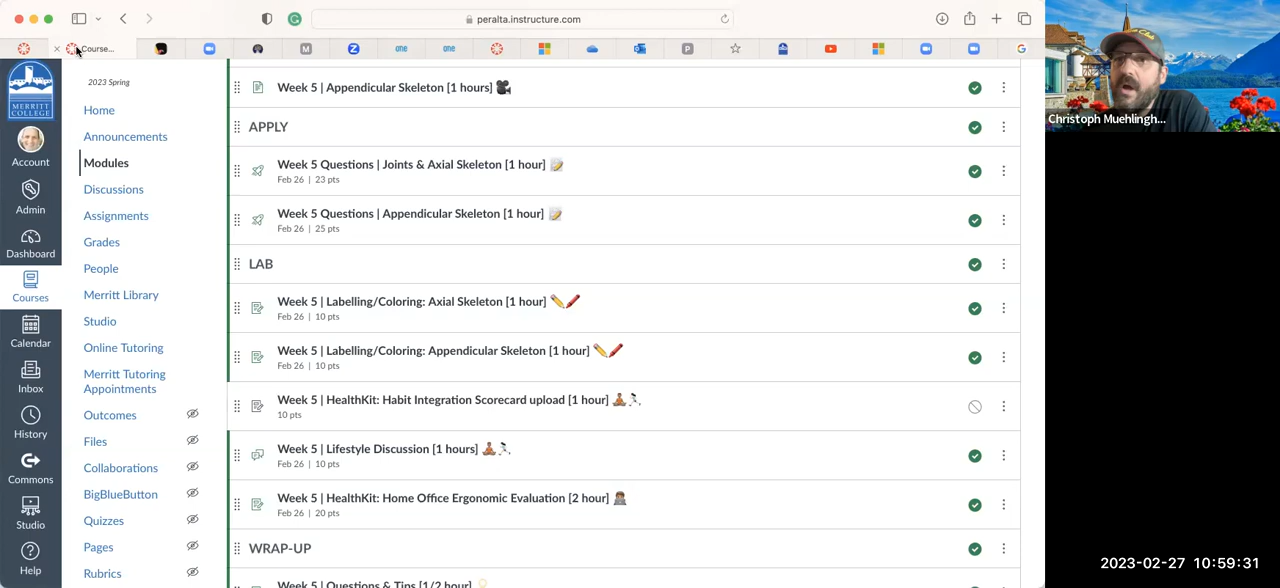 peralta.instructure.com
Course...
MERRITT
COLLEGE
Account
Admin
Dashboard
Courses
Calendar
Inbox
History
Commons
Studio
Help
2023 Spring
Home
Announcements
Modules
Discussions
Assignments
Grades
People
Merritt Library
Studio
Online Tutoring
Merritt Tutoring
Appointments
Outcomes
Files
Collaborations
BigBlueButton
Quizzes
Pages
Rubrics
Week 5 | Appendicular Skeleton [1 hours]
APPLY
Week 5 Questions | Joints & Axial Skeleton [1 hour]
Feb 26 | 23 pts
Week 5 Questions | Appendicular Skeleton [1 hour]
Feb 26 | 25 pts
LAB
Week 5 | Labelling/Coloring: Axial Skeleton [1 hour]
Feb 26 | 10 pts
Week 5 | Labelling/Coloring: Appendicular Skeleton [1 hour]
Feb 26 | 10 pts
Week 5 | HealthKit: Habit Integration Scorecard upload [1 hour]
10 pts
Week 5 | Lifestyle Discussion [1 hours]
Feb 26 | 10 pts
Week 5 | HealthKit: Home Office Ergonomic Evaluation [2 hour]
Feb 26 | 20 pts
WRAP-UP
Week 5 | Questions & Tips [1/2 hour]
Christoph Muehlingh...
2023-02-27 10:59:31